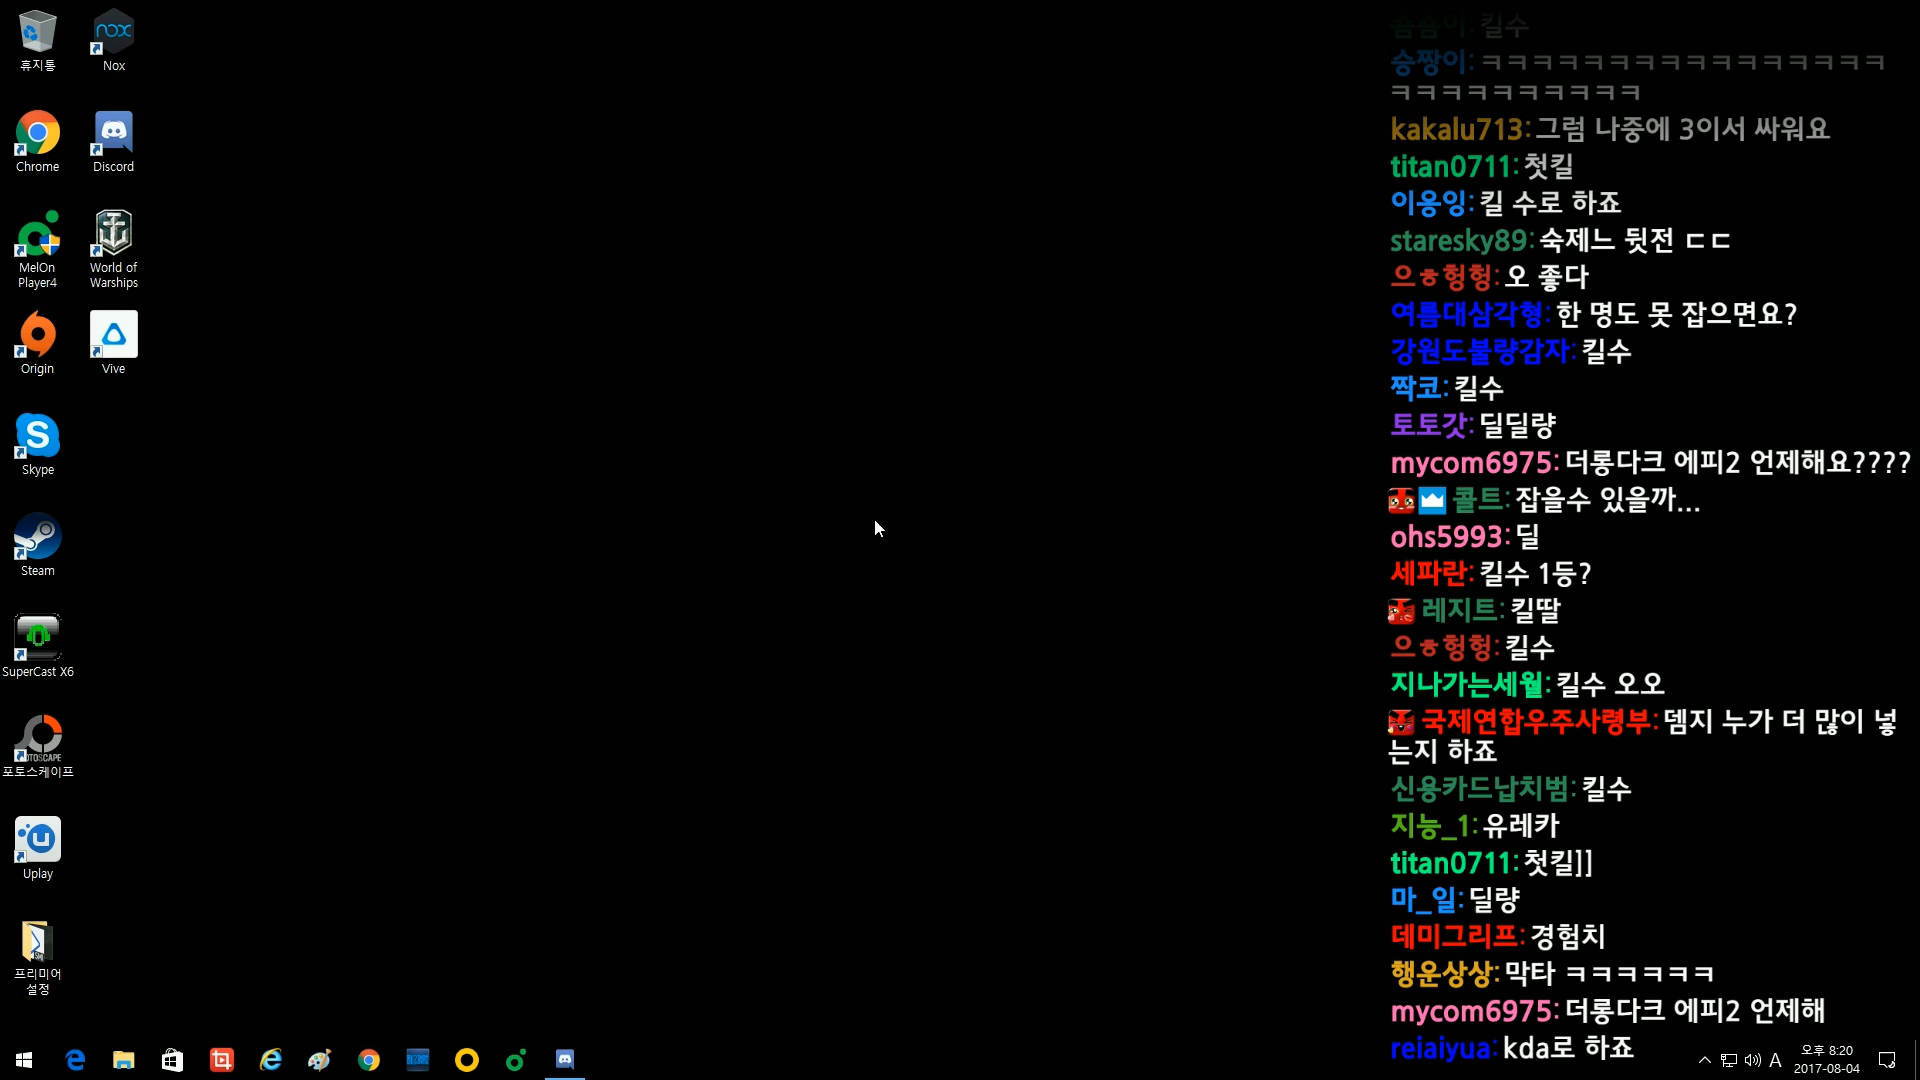 휴지통
Nox
Chrome
Discord
MelOn
Player4
World of
Warships
Origin
Vive
Skype
Steam
SuperCast X6
포토스케이프
Uplay
프리미어
설정
숌숌이: 킬수
승짱이: ㅋㅋㅋㅋㅋㅋㅋㅋㅋㅋㅋㅋㅋㅋㅋㅋ
ㅋㅋㅋㅋㅋㅋㅋㅋㅋㅋ
kakalu713: 그럼 나중에 3이서 싸워요
titan0711: 첫킬
이응잉: 킬 수로 하죠
staresky89: 숙제느 뒷전 ㄷㄷ
으ㅎ헝헝: 오 좋다
여름대삼각형: 한 명도 못 잡으면요?
강원도불량감자: 킬수
짝코: 킬수
토토갓: 딜딜량
mycom6975: 더롱다크 에피2 언제해요????
콜트: 잡을수 있을까...
ohs5993: 딜
세파란: 킬수 1등?
레지트: 킬딸
으ㅎ헝헝: 킬수
지나가는세월: 킬수 오오
국제연합우주사령부: 뎀지 누가 더 많이 넣
는지 하죠
신용카드납치범: 킬수
지능_1: 유레카
titan0711: 첫킬]]
마_일: 딜량
데미그리프: 경험치
행운상상: 막타 ㅋㅋㅋㅋㅋㅋ
mycom6975: 더롱다크 에피2 언제해
reiaiyua: kda로 하죠
A
오후 8:20
2017-08-04